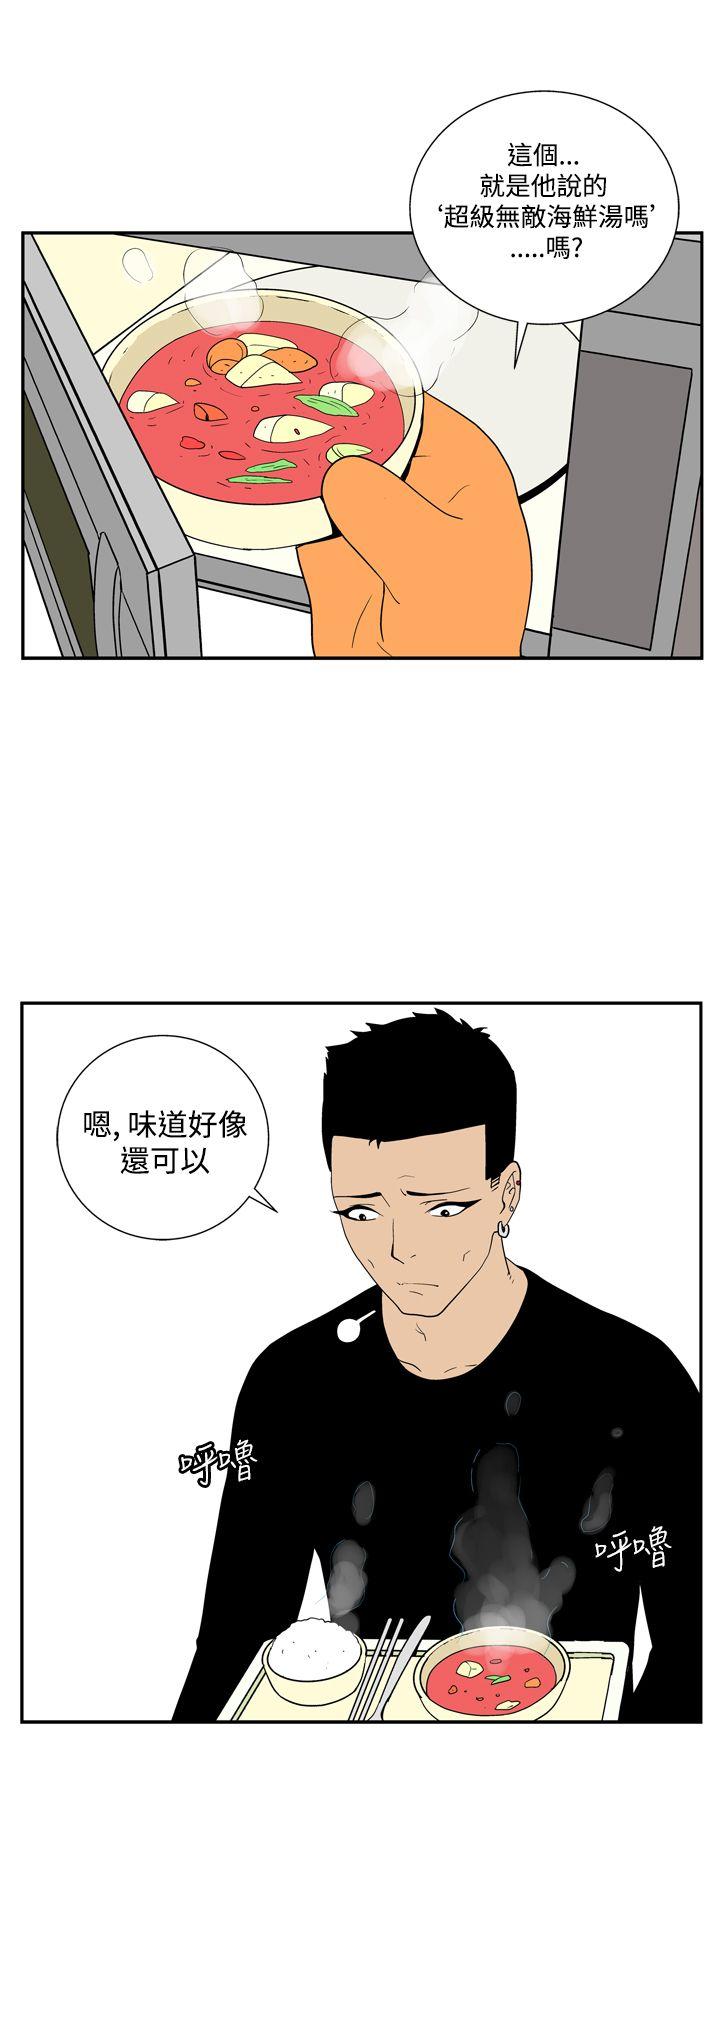 這個...
就是他說的
‘超級無敵海鮮湯嗎’
.....嗎?
嗯, 味道好像
還可以
呼嚕
呼嚕